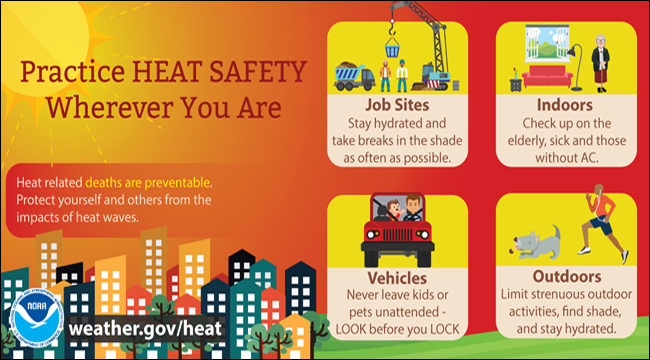 Practice HEAT SAFETY
Wherever You Are
Heat related deaths are preventable.
Protect yourself and others from the
impacts of heat waves.
Job Sites
Stay hydrated and
take breaks in the shade
as often as possible.
Indoors
Check up on the
elderly, sick and those
without AC.
Vehicles
Never leave kids or
pets unattended -
LOOK before you LOCK
Outdoors
Limit strenuous outdoor
activities, find shade,
and stay hydrated.
NOAA
weather.gov/heat